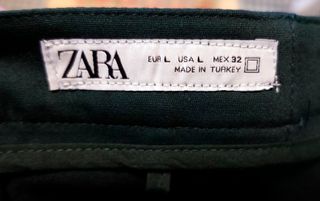 ZARA
EUR L USA L MEX 32
MADE IN TURKEY